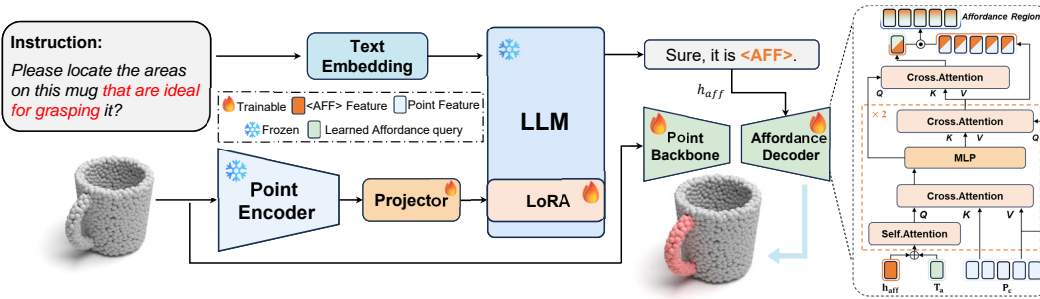 Instruction:
Please locate the areas
on this mug that are ideal
for grasping it?
Text
Embedding
LLM
Sure, it is <AFF>.
h_aff
Trainable
<AFF> Feature
Point Feature
Frozen
Learned Affordance query
Point
Encoder
Projector
LoRA
Point
Backbone
Affordance
Decoder
Affordance Region
Cross.Attention
Q
K
V
× 2
Cross.Attention
K
V
Q
MLP
Cross.Attention
Q
K
V
Self.Attention
h_aff
T_a
P_c